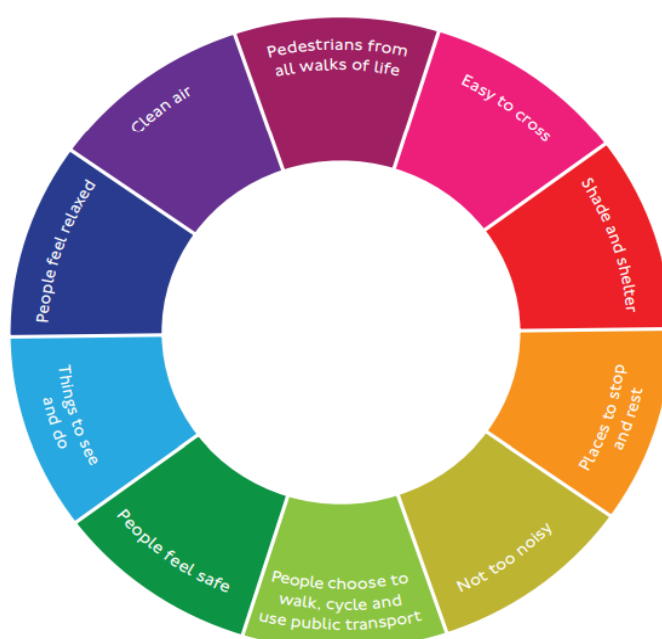 Pedestrians from
all walks of life
Easy to cross
Shade and shelter
Places to stop
and rest
Not too noisy
People choose to
walk, cycle and
use public transport
People feel safe
Things to see
and do
People feel relaxed
Clean air